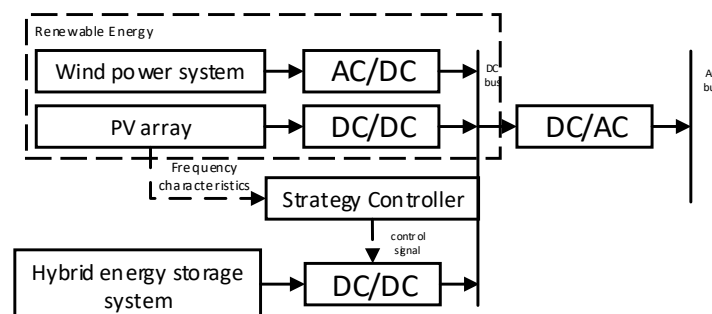 Renewable Energy
Wind power system
AC/DC
DC
bus
PV array
DC/DC
DC/AC
Frequency
characteristics
Strategy Controller
control
signal
Hybrid energy storage
system
DC/DC